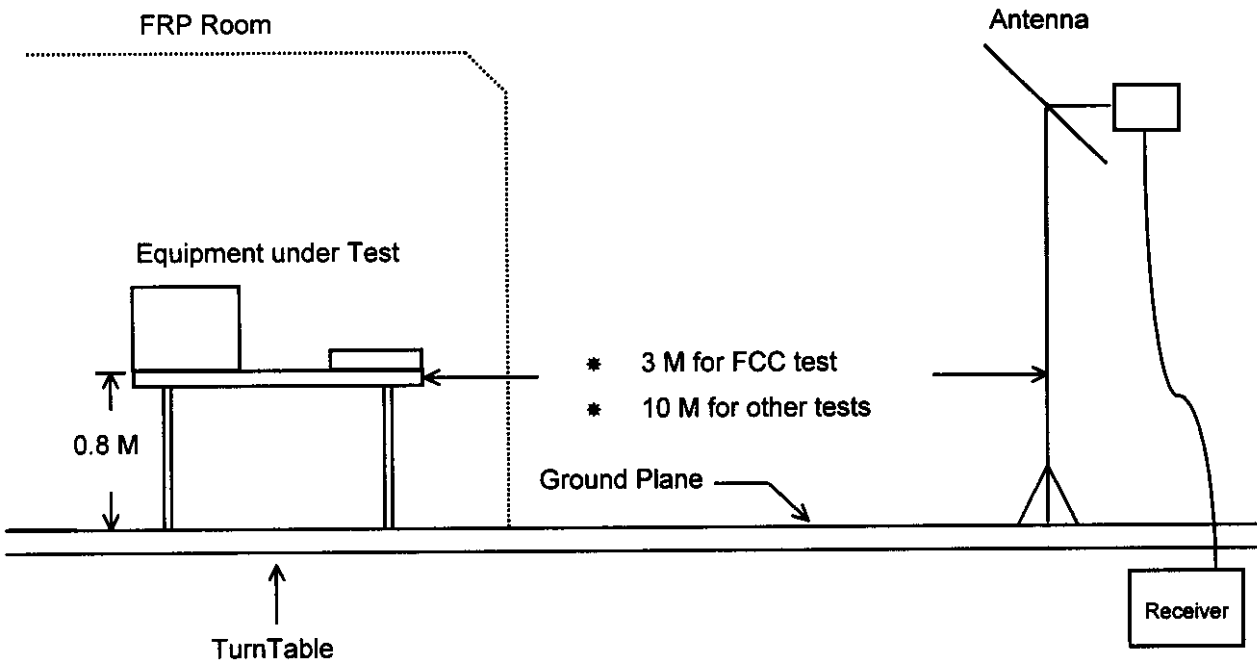 FRP Room
Antenna
Equipment under Test
* 3 M for FCC test
* 10 M for other tests
0.8 M
Ground Plane
Receiver
TurnTable